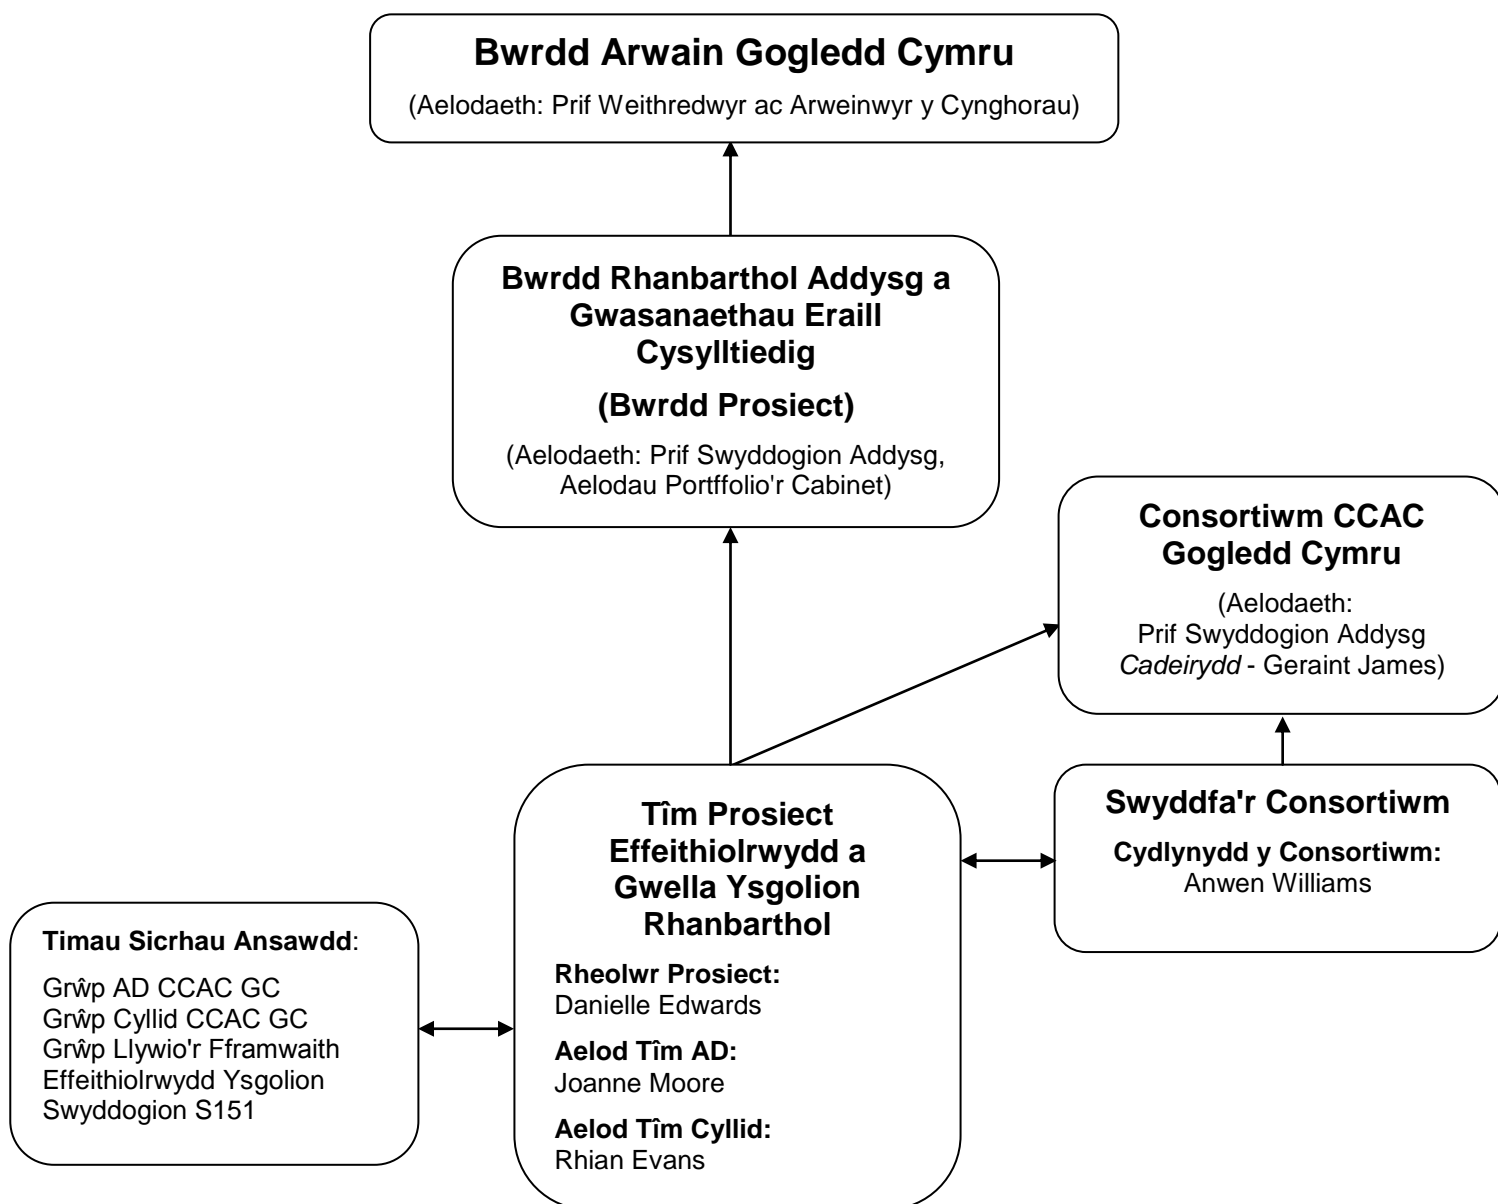 Bwrdd Arwain Gogledd Cymru
(Aelodaeth: Prif Weithredwyr ac Arweinwyr y Cynghorau)
Bwrdd Rhanbarthol Addysg a
Gwasanaethau Eraill
Cysylltiedig
(Bwrdd Prosiect)
(Aelodaeth: Prif Swyddogion Addysg,
Aelodau Portffolio'r Cabinet)
Consortiwm CCAC
Gogledd Cymru
(Aelodaeth:
Prif Swyddogion Addysg
Cadeirydd - Geraint James)
Swyddfa'r Consortiwm
Cydlynydd y Consortiwm:
Anwen Williams
Tîm Prosiect
Effeithiolrwydd a
Gwella Ysgolion
Rhanbarthol
Rheolwr Prosiect:
Danielle Edwards
Aelod Tîm AD:
Joanne Moore
Aelod Tîm Cyllid:
Rhian Evans
Timau Sicrhau Ansawdd:
Grŵp AD CCAC GC
Grŵp Cyllid CCAC GC
Grŵp Llywio'r Fframwaith
Effeithiolrwydd Ysgolion
Swyddogion S151